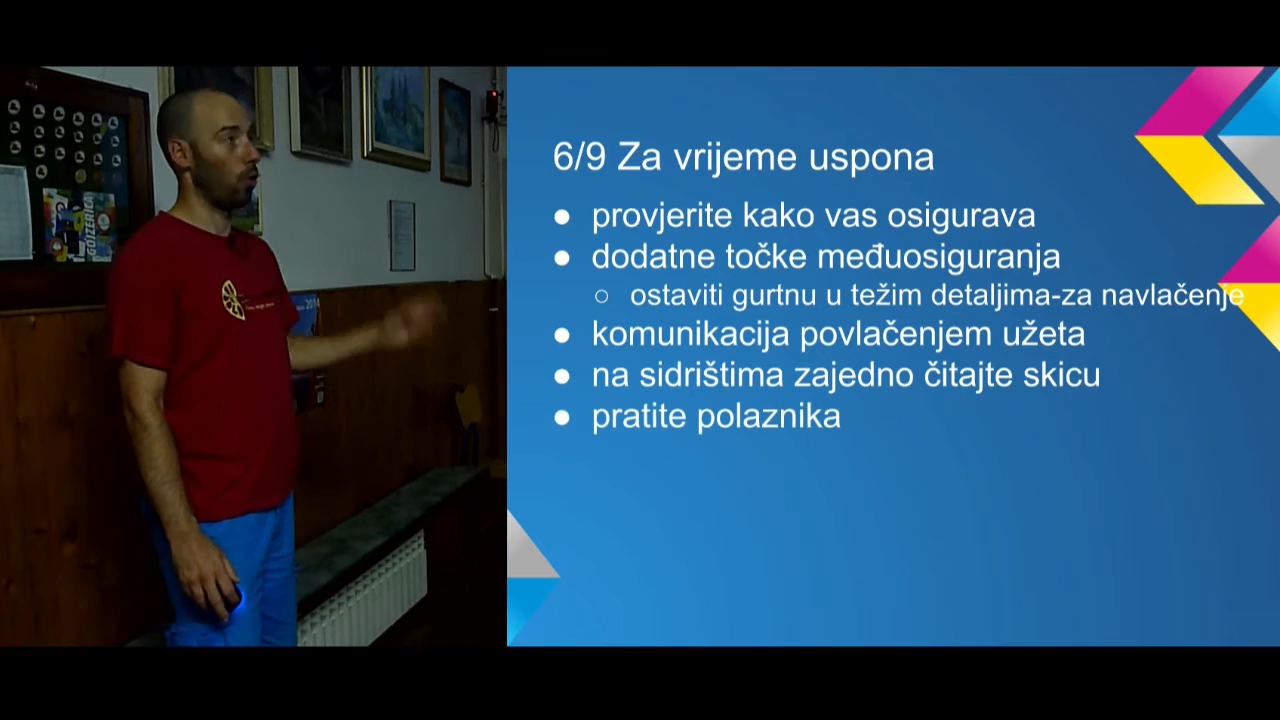 6/9 Za vrijeme uspona
● provjerite kako vas osigurava
● dodatne točke međuosiguranja
○ ostaviti gurtnu u težim detaljima-za navlačenje
● komunikacija povlačenjem užeta
● na sidrištima zajedno čitajte skicu
● pratite polaznika
GOJZERICA